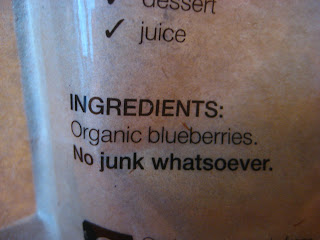 ✓ dessert
✓ juice
INGREDIENTS:
Organic blueberries.
No junk whatsoever.